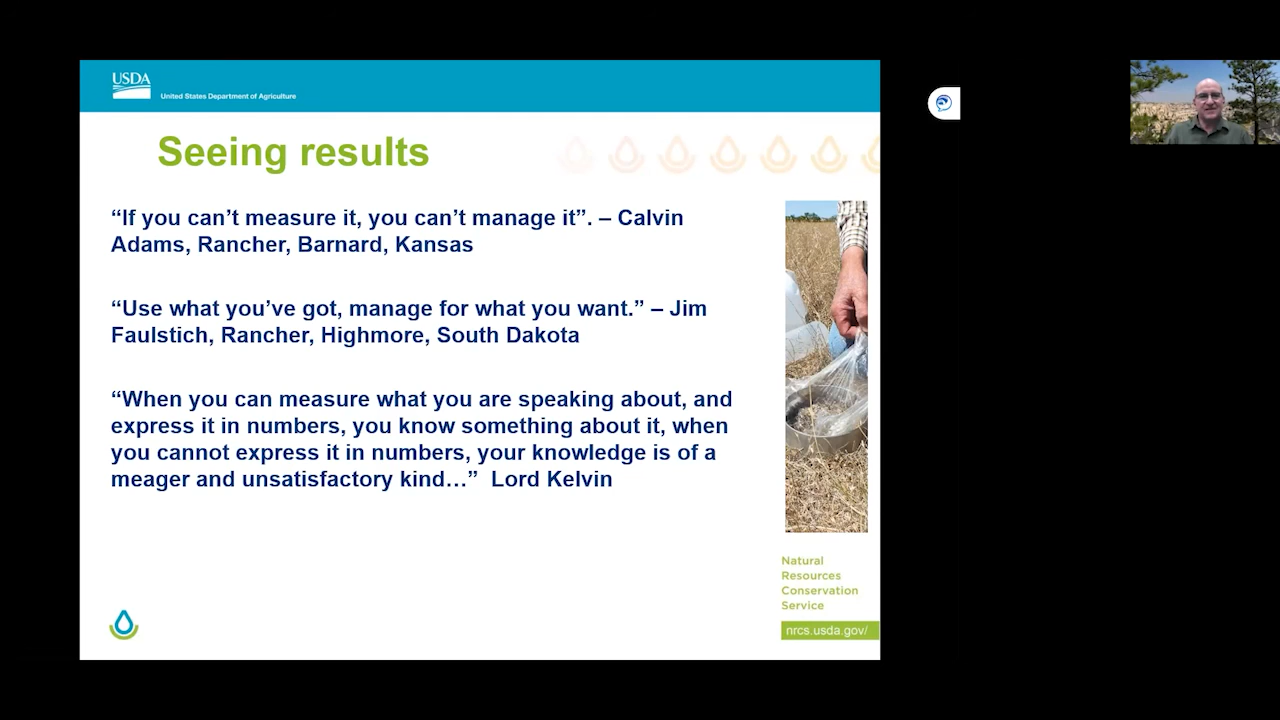 USDA
United States Department of Agriculture
Seeing results
“If you can’t measure it, you can’t manage it”. – Calvin
Adams, Rancher, Barnard, Kansas
“Use what you’ve got, manage for what you want.” – Jim
Faulstich, Rancher, Highmore, South Dakota
“When you can measure what you are speaking about, and
express it in numbers, you know something about it, when
you cannot express it in numbers, your knowledge is of a
meager and unsatisfactory kind…”  Lord Kelvin
Natural
Resources
Conservation
Service
nrcs.usda.gov/